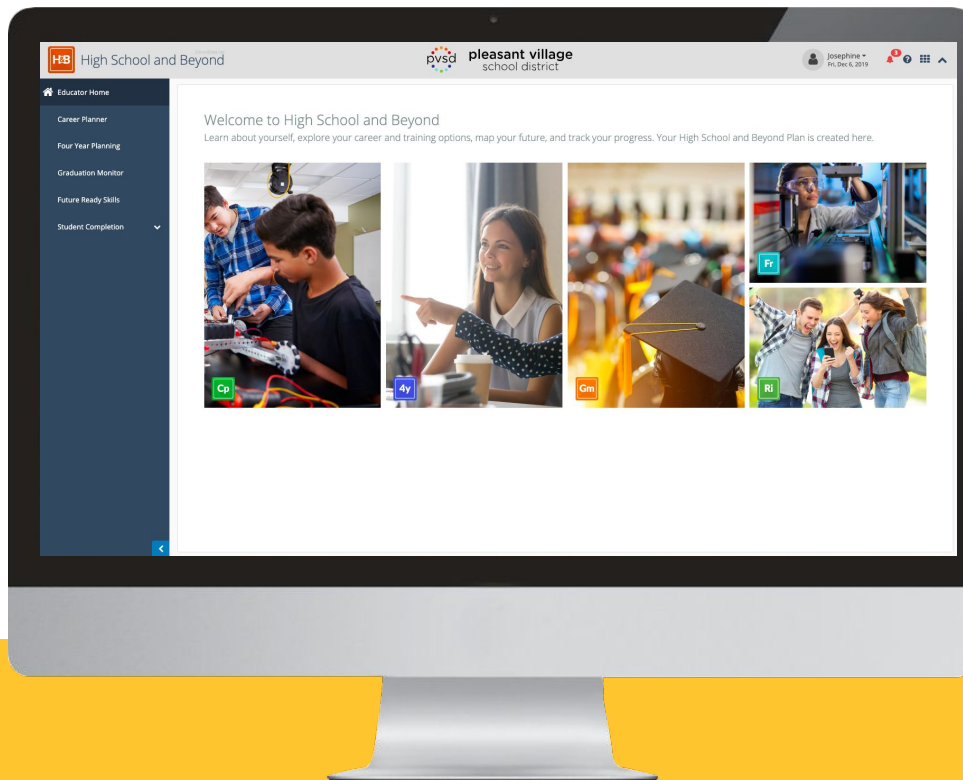 H&B High School and Beyond
pvsd pleasant village
school district
Josephine
Fri, Dec 6, 2019
3
Educator Home
Career Planner
Four Year Planning
Graduation Monitor
Future Ready Skills
Student Completion
Welcome to High School and Beyond
Learn about yourself, explore your career and training options, map your future, and track your progress. Your High School and Beyond Plan is created here.
Cp
4y
Gm
Fr
Ri